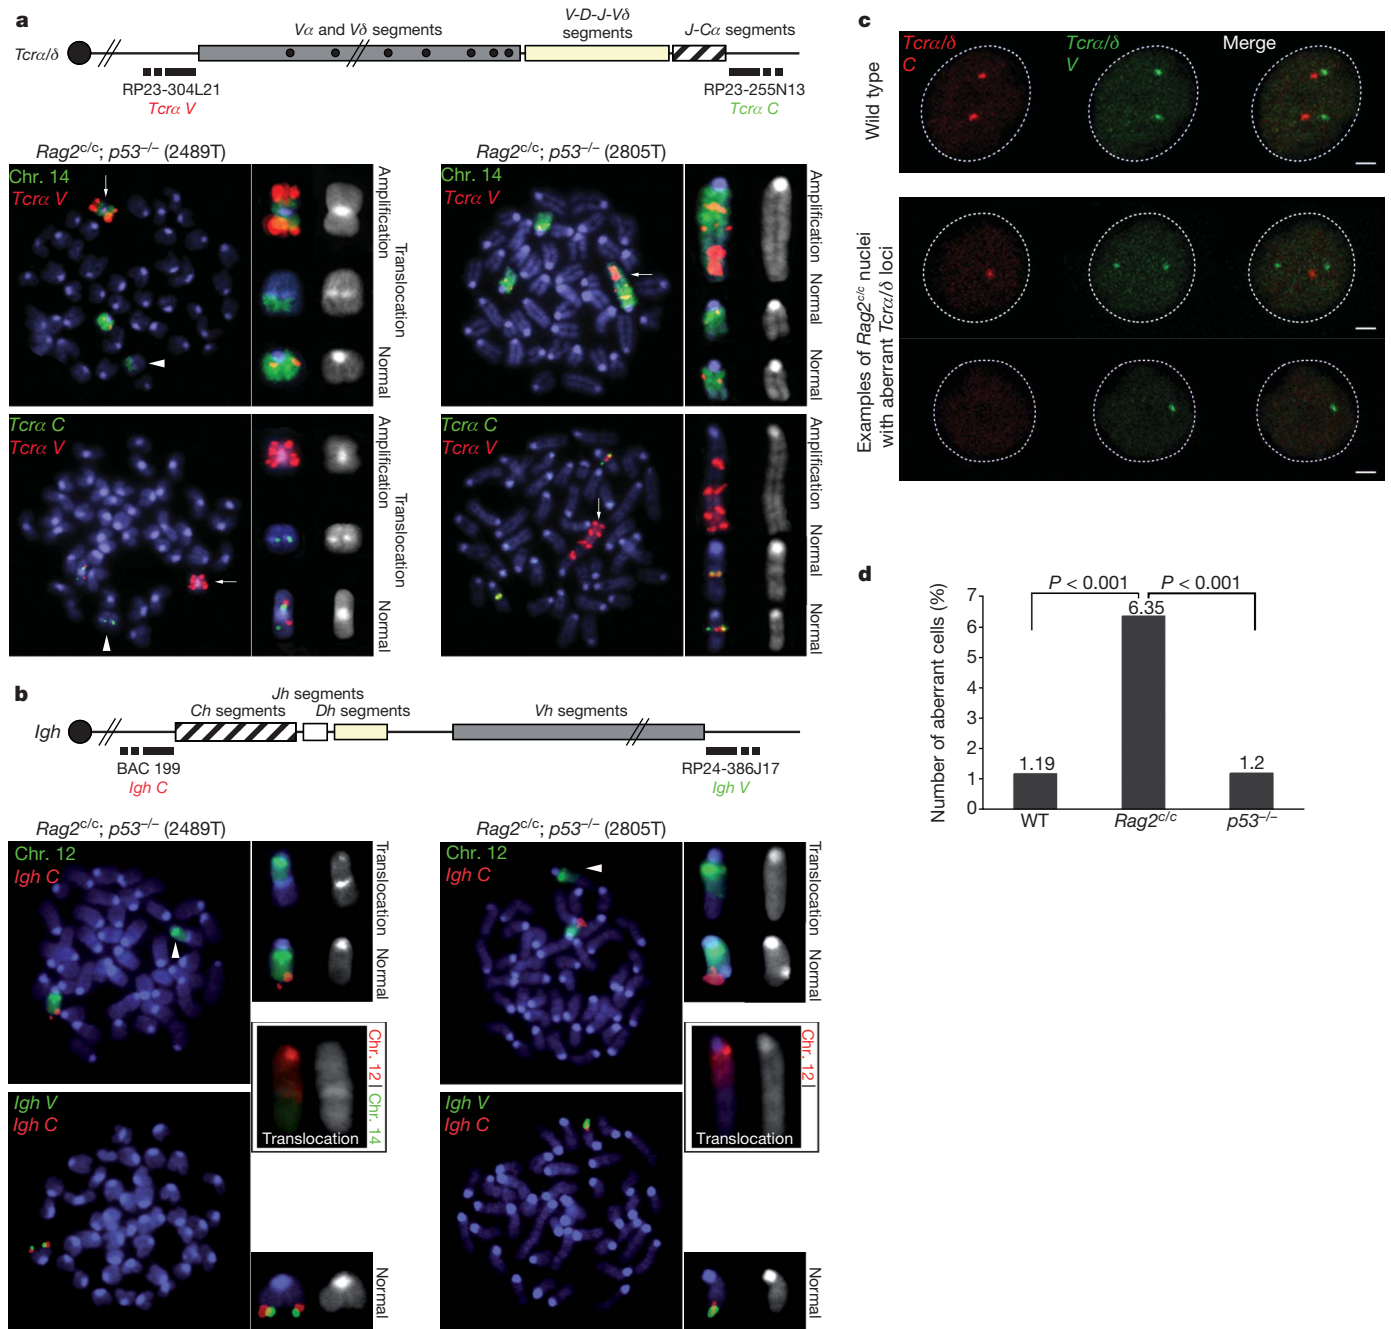 a
Vα and Vδ segments
V-D-J-Vδ
segments
J-Cα segments
Tcrα/δ
RP23-304L21
Tcrα V
RP23-255N13
Tcrα C
Rag2c/c; p53–/– (2489T)
Chr. 14
Tcrα V
Amplification
Translocation
Normal
Rag2c/c; p53–/– (2805T)
Chr. 14
Tcrα V
Amplification
Normal
Normal
Tcrα C
Tcrα V
Amplification
Translocation
Normal
Tcrα C
Tcrα V
Amplification
Normal
Normal
b
Jh segments
Ch segments
Dh segments
Vh segments
Igh
BAC 199
Igh C
RP24-386J17
Igh V
Rag2c/c; p53–/– (2489T)
Chr. 12
Igh C
Translocation
Normal
Chr. 12 | Chr. 14
Translocation
Igh V
Igh C
Normal
Rag2c/c; p53–/– (2805T)
Chr. 12
Igh C
Translocation
Normal
Chr. 12 |
Translocation
Igh V
Igh C
Normal
c
Wild type
Tcrα/δ
C
Tcrα/δ
V
Merge
Examples of Rag2c/c nuclei
with aberrant Tcrα/δ loci
d
Number of aberrant cells (%)
P < 0.001
P < 0.001
7
6
5
4
3
2
1
0
1.19
6.35
1.2
WT
Rag2c/c
p53–/–